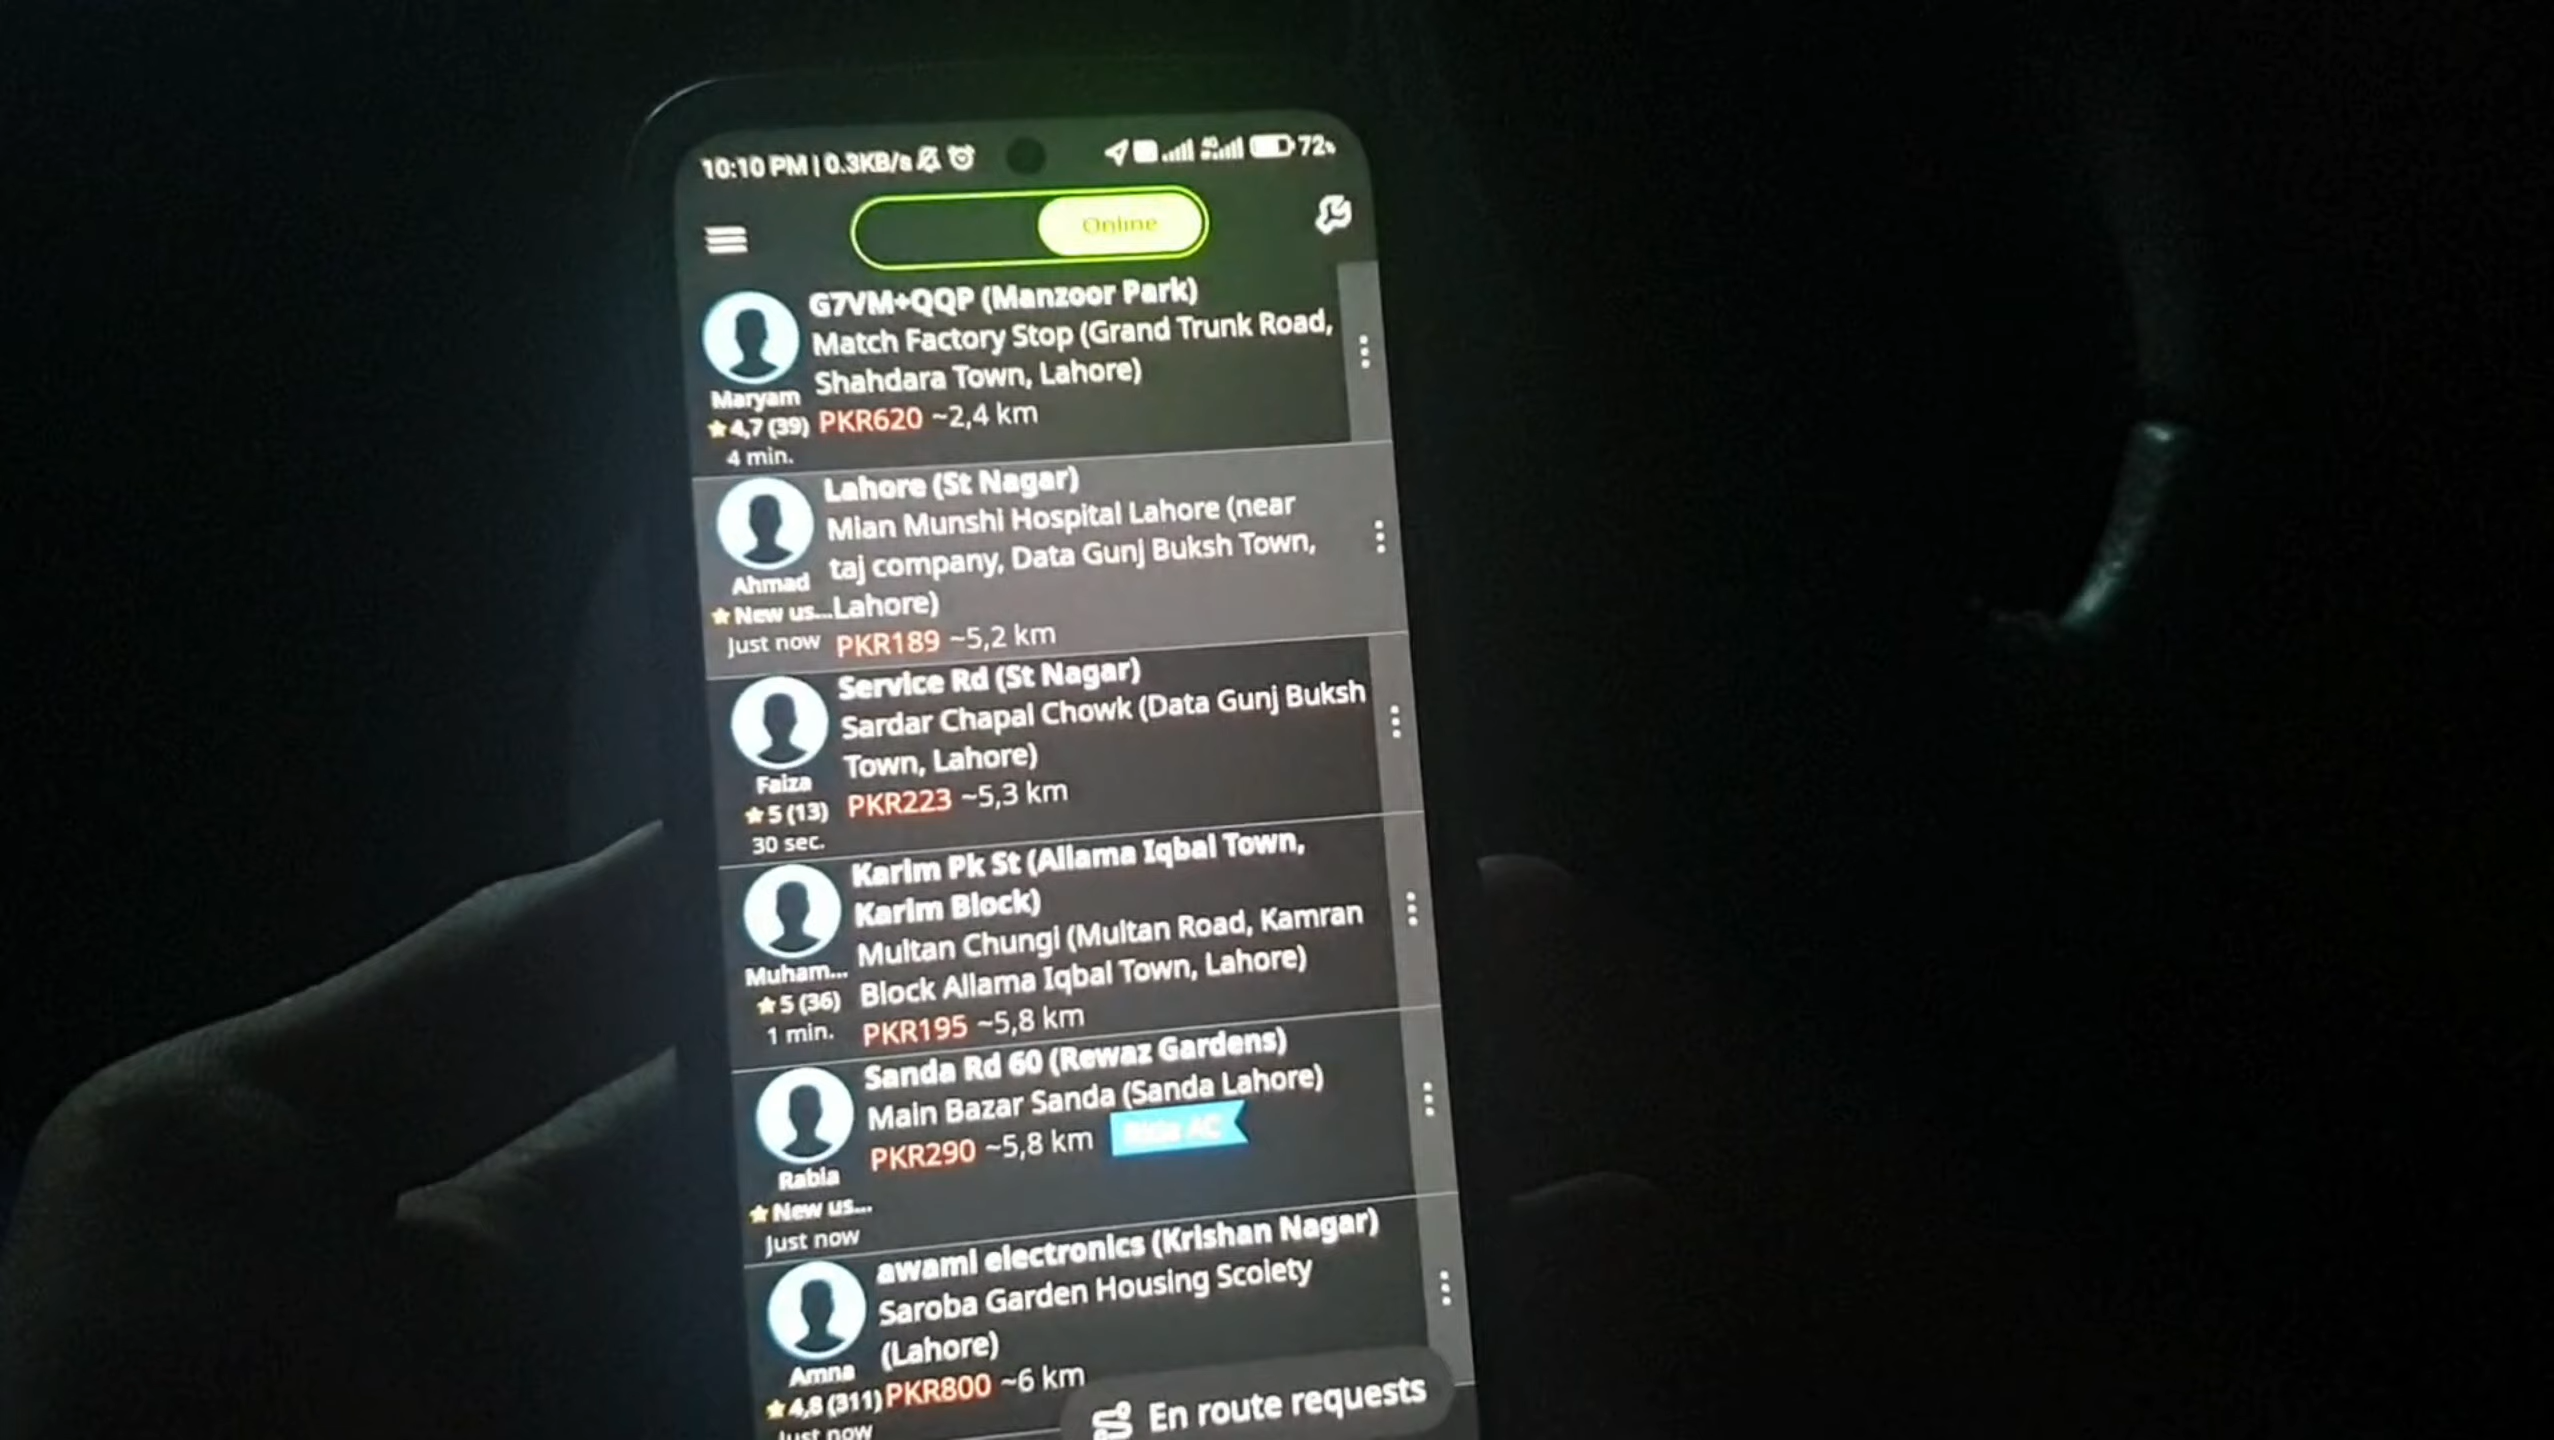 10:10 PM | 0.3KB/s 4G 72%
Online
G7VM+QQP (Manzoor Park)
Match Factory Stop (Grand Trunk Road,
Shahdara Town, Lahore)
Maryam
4,7 (39) PKR620 ~2,4 km
4 min.
Lahore (St Nagar)
Mian Munshi Hospital Lahore (near
taj company, Data Gunj Buksh Town,
Ahmad
New us... Lahore)
Just now PKR189 ~5,2 km
Service Rd (St Nagar)
Sardar Chapal Chowk (Data Gunj Buksh
Town, Lahore)
Faiza
5 (13) PKR223 ~5,3 km
30 sec.
Karim Pk St (Allama Iqbal Town,
Karim Block)
Multan Chungi (Multan Road, Kamran
Muham...
Block Allama Iqbal Town, Lahore)
5 (36)
1 min. PKR195 ~5,8 km
Sanda Rd 60 (Rewaz Gardens)
Main Bazar Sanda (Sanda Lahore)
PKR290 ~5,8 km Ride AC
Rabia
New us...
Just now
awami electronics (Krishan Nagar)
Saroba Garden Housing Scoiety
(Lahore)
Amna
4,8 (311) PKR800 ~6 km
Just now
En route requests